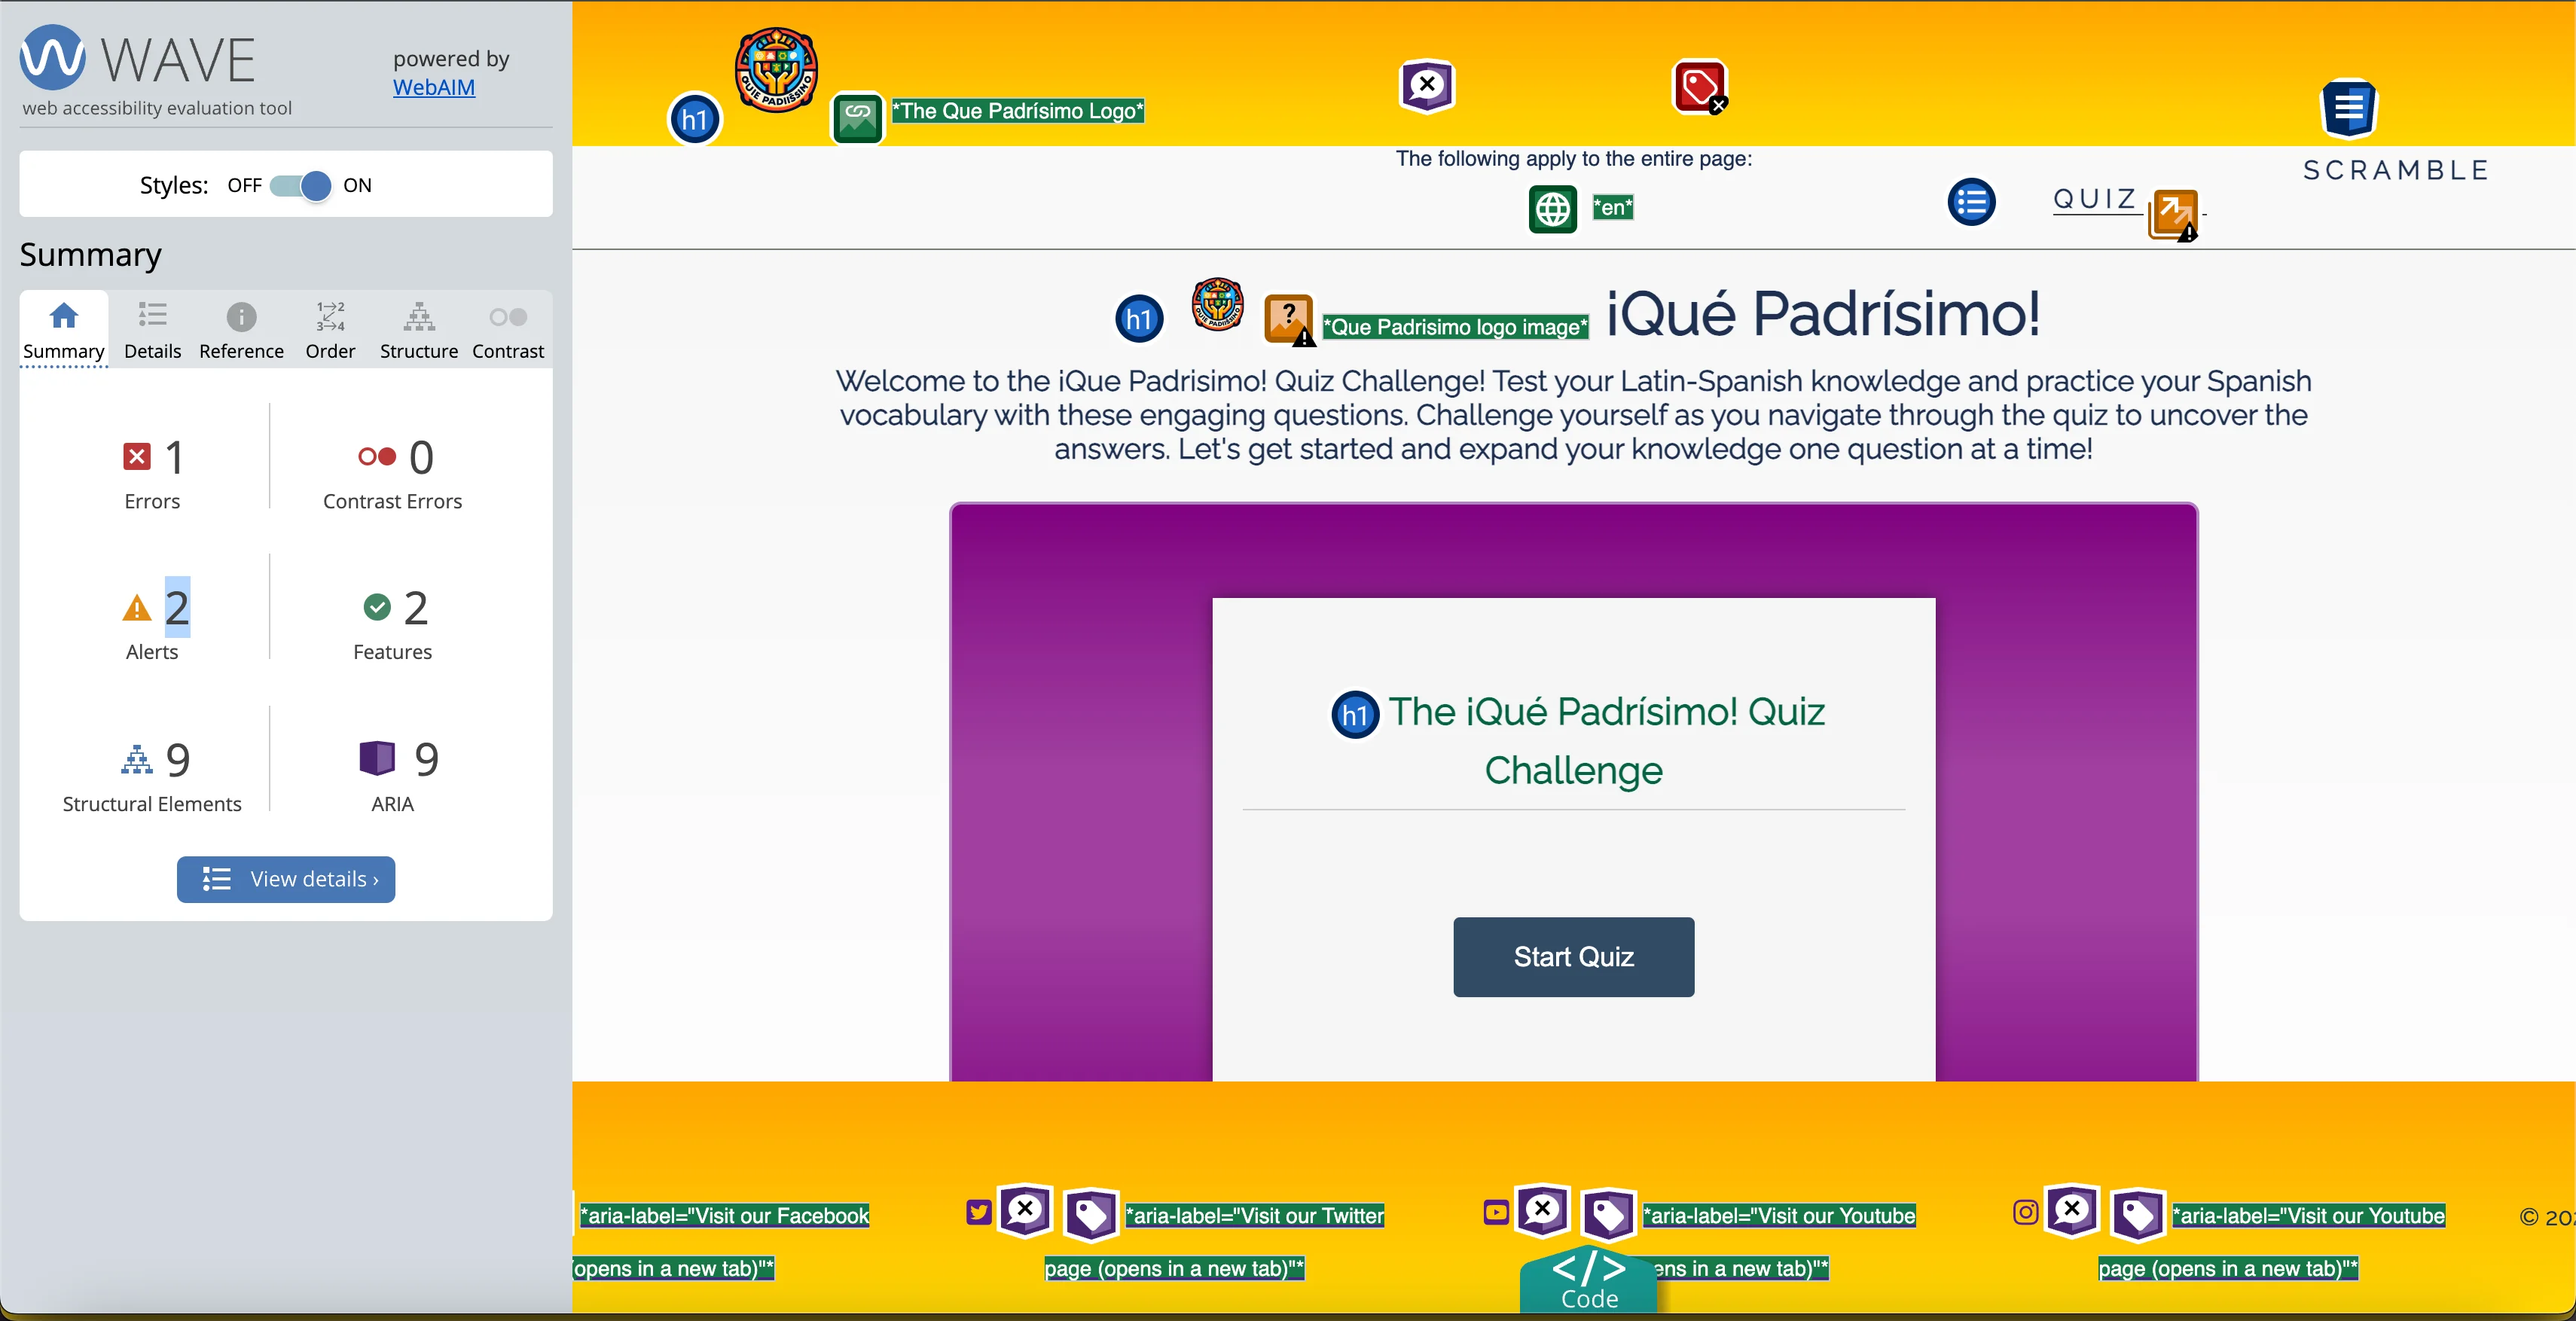 WAVE
powered by
WebAIM
web accessibility evaluation tool
Styles: OFF ON
Summary
Summary
Details
Reference
Order
Structure
Contrast
1
Errors
0
Contrast Errors
2
Alerts
2
Features
9
Structural Elements
9
ARIA
View details ›
h1
*The Que Padrísimo Logo*
The following apply to the entire page:
*en*
QUIZ
SCRAMBLE
h1
*Que Padrisimo logo image*
¡Qué Padrísimo!
Welcome to the ¡Que Padrisimo! Quiz Challenge! Test your Latin-Spanish knowledge and practice your Spanish
vocabulary with these engaging questions. Challenge yourself as you navigate through the quiz to uncover the
answers. Let's get started and expand your knowledge one question at a time!
h1
The ¡Qué Padrísimo! Quiz
Challenge
Start Quiz
*aria-label="Visit our Facebook
(opens in a new tab)"*
*aria-label="Visit our Twitter
page (opens in a new tab)"*
*aria-label="Visit our Youtube
ens in a new tab)"*
*aria-label="Visit our Youtube
page (opens in a new tab)"*
</> Code
©